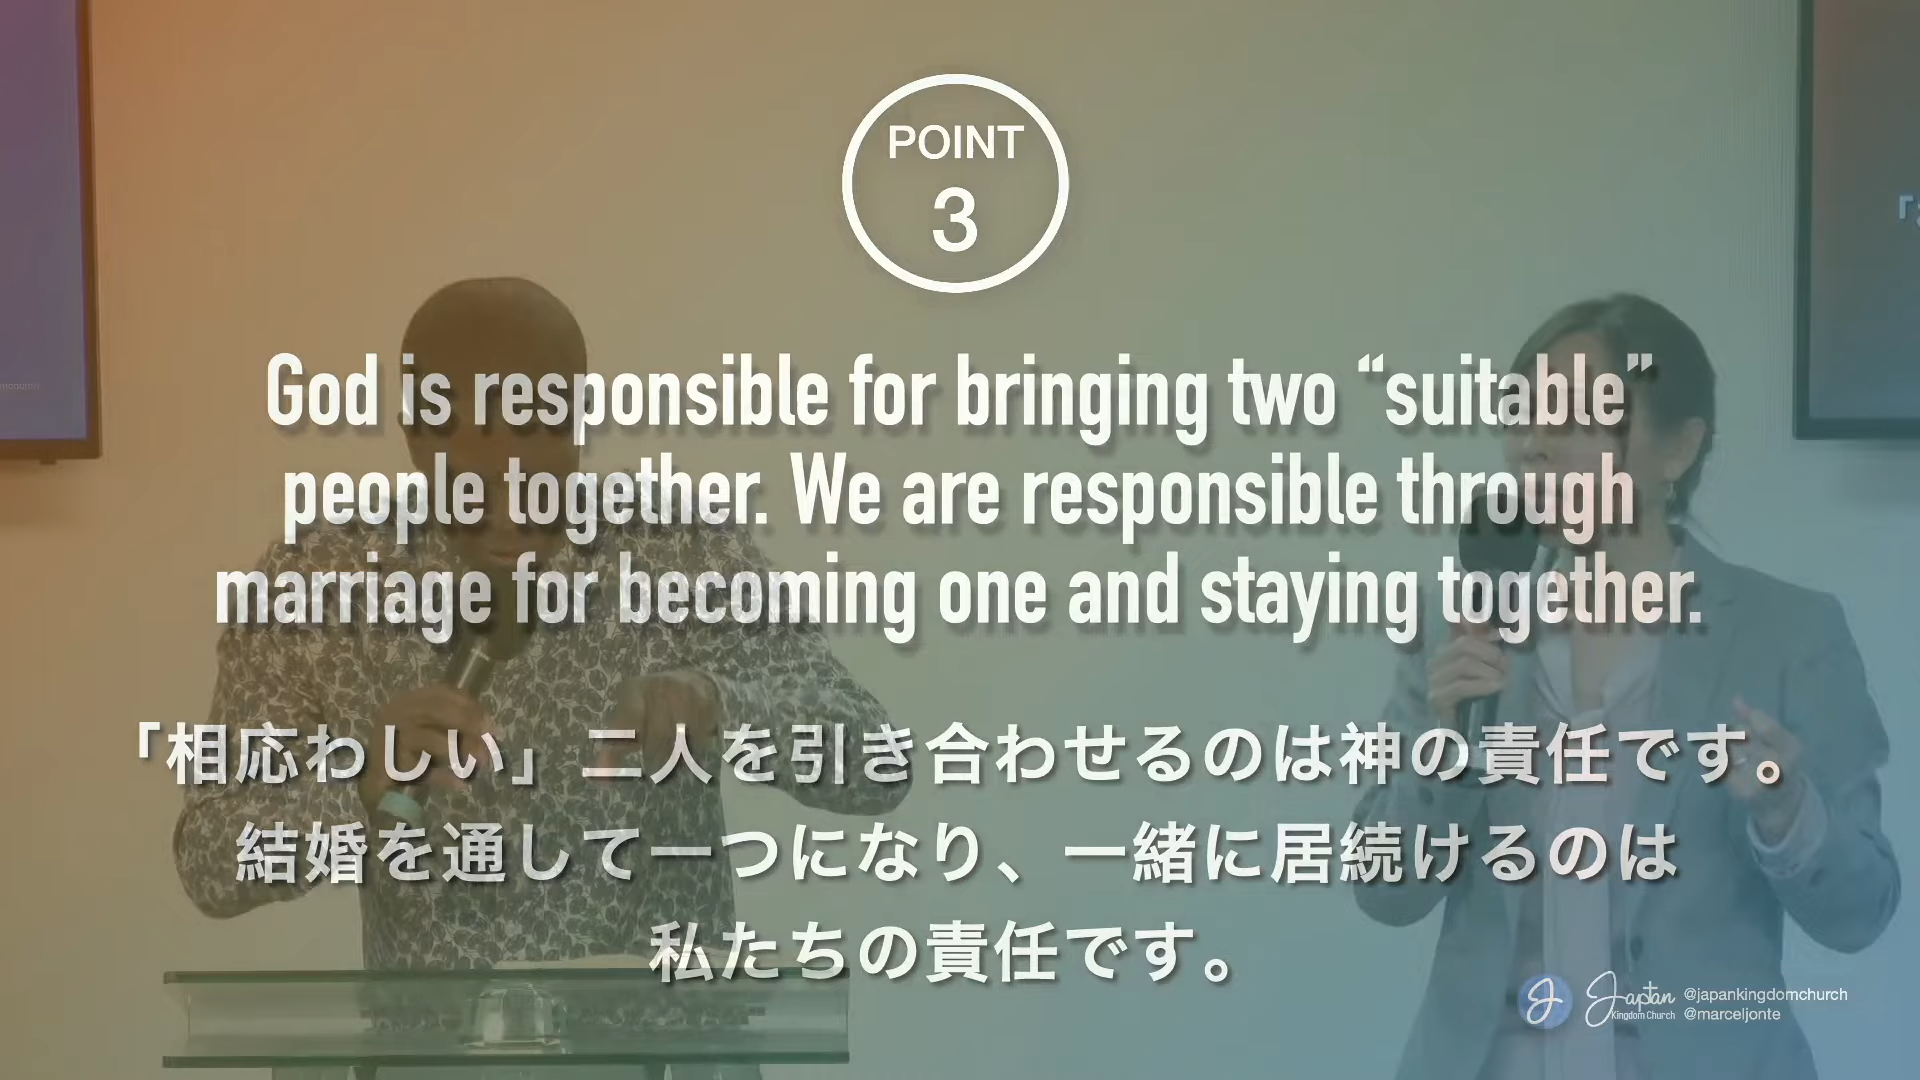 POINT
3
God is responsible for bringing two “suitable”
people together. We are responsible through
marriage for becoming one and staying together.
「相応わしい」二人を引き合わせるのは神の責任です。
結婚を通して一つになり、一緒に居続けるのは
私たちの責任です。
Japan
Kingdom Church
@japankingdomchurch
@marceljonte